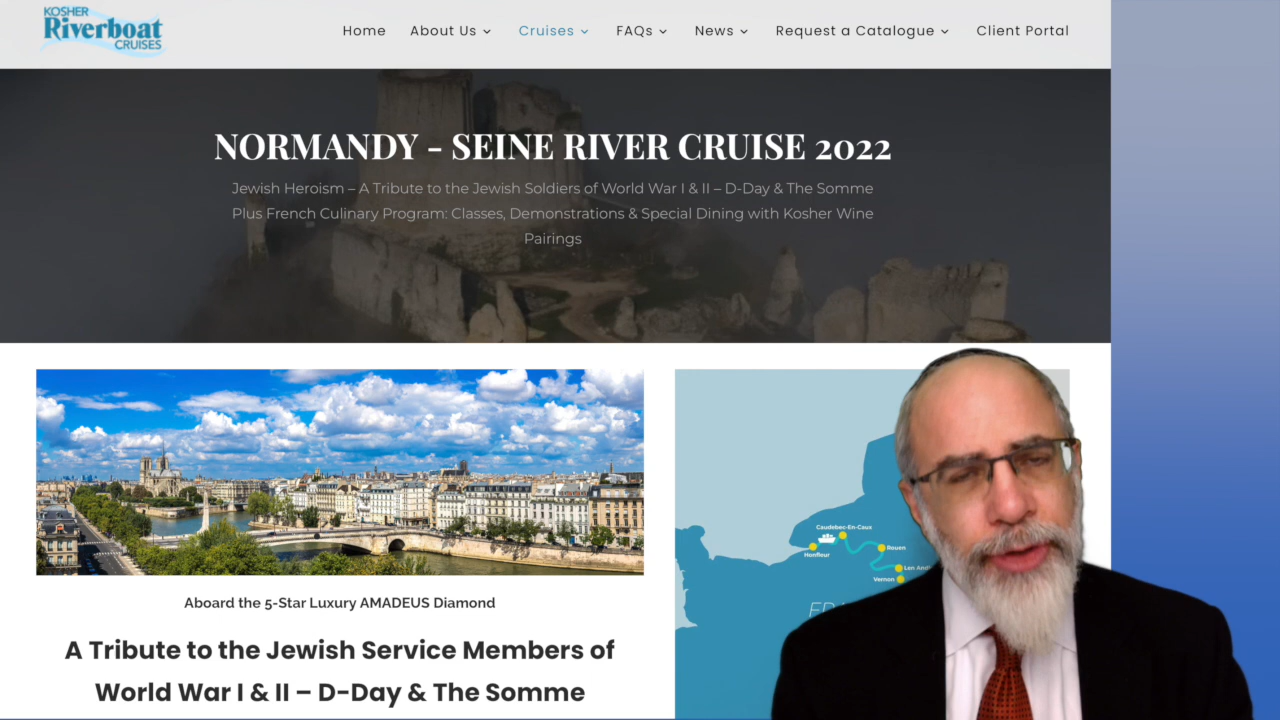 KOSHER
Riverboat
CRUISES
Home About Us Cruises FAQs News Request a Catalogue Client Portal
NORMANDY - SEINE RIVER CRUISE 2022
Jewish Heroism – A Tribute to the Jewish Soldiers of World War I & II – D-Day & The Somme
Plus French Culinary Program: Classes, Demonstrations & Special Dining with Kosher Wine
Pairings
Caudebec-En-Caux
Honfleur
Rouen
Len
Vernon
Aboard the 5-Star Luxury AMADEUS Diamond
A Tribute to the Jewish Service Members of
World War I & II – D-Day & The Somme